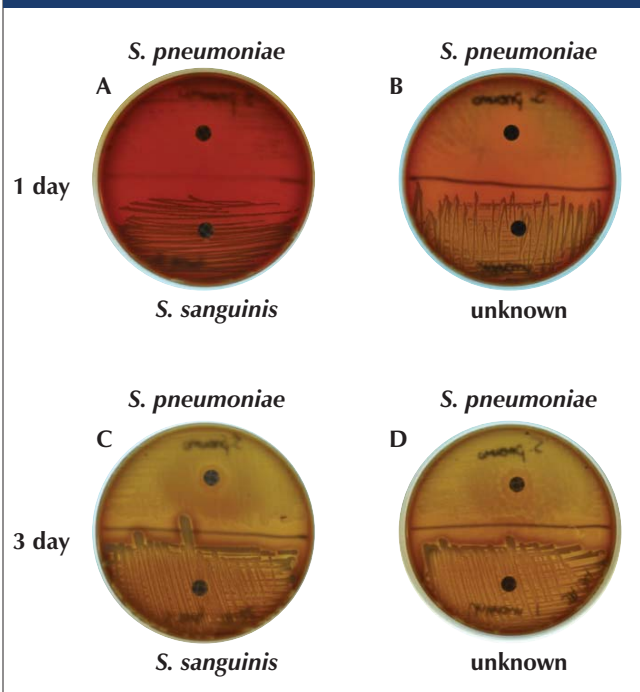 S. pneumoniae
S. pneumoniae
A
B
1 day
S. sanguinis
unknown
S. pneumoniae
S. pneumoniae
C
D
3 day
S. sanguinis
unknown